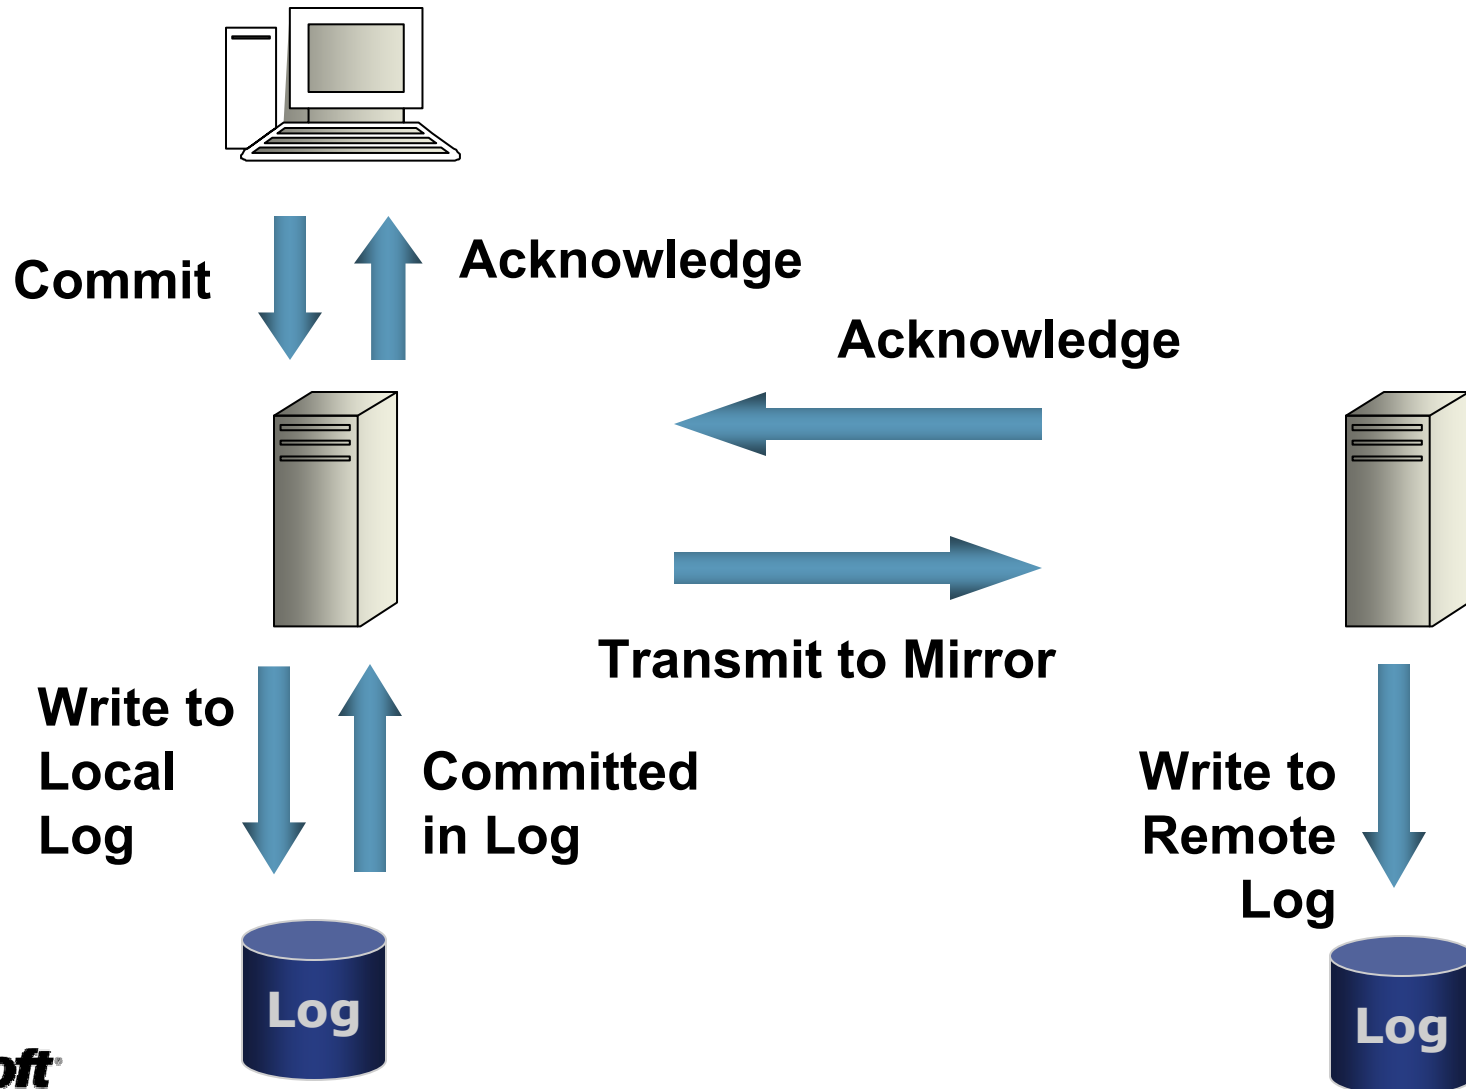 Commit
Acknowledge
Acknowledge
Transmit to Mirror
Write to
Local
Log
Committed
in Log
Write to
Remote
Log
Log
Log
oft